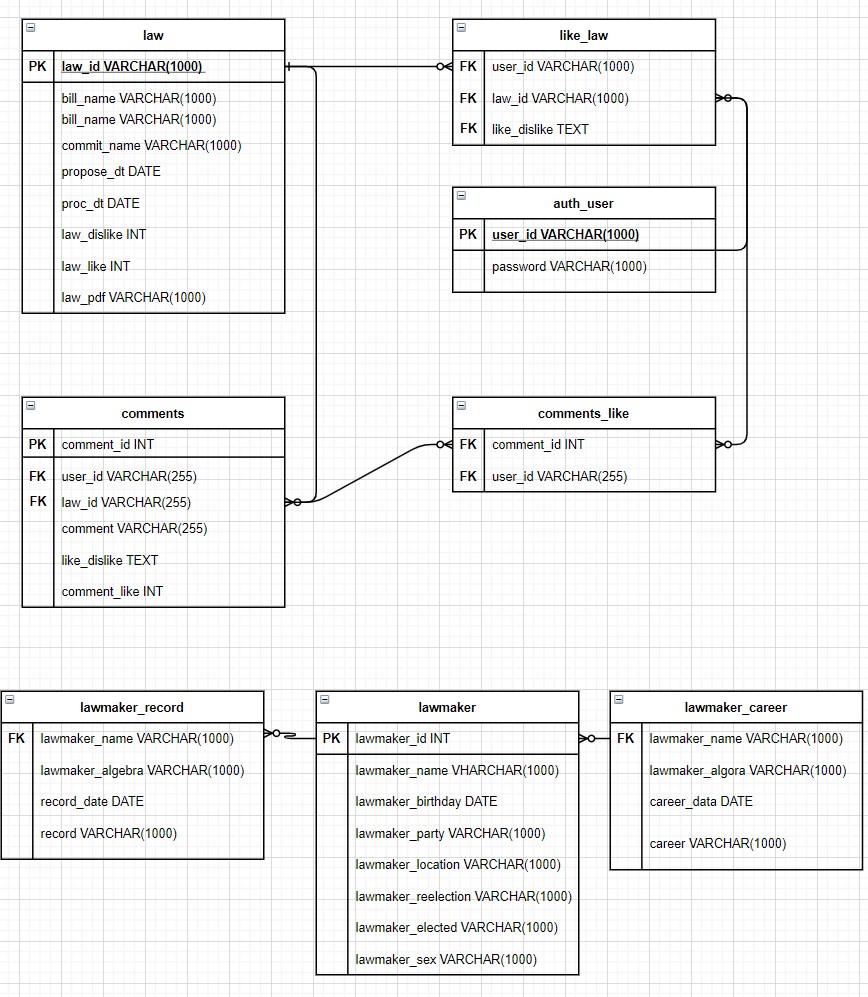 law
PK law_id VARCHAR(1000)
bill_name VARCHAR(1000)
bill_name VARCHAR(1000)
commit_name VARCHAR(1000)
propose_dt DATE
proc_dt DATE
law_dislike INT
law_like INT
law_pdf VARCHAR(1000)
like_law
FK user_id VARCHAR(1000)
FK law_id VARCHAR(1000)
FK like_dislike TEXT
auth_user
PK user_id VARCHAR(1000)
password VARCHAR(1000)
comments
PK comment_id INT
FK user_id VARCHAR(255)
FK law_id VARCHAR(255)
comment VARCHAR(255)
like_dislike TEXT
comment_like INT
comments_like
FK comment_id INT
FK user_id VARCHAR(255)
lawmaker_record
FK lawmaker_name VARCHAR(1000)
lawmaker_algebra VARCHAR(1000)
record_date DATE
record VARCHAR(1000)
lawmaker
PK lawmaker_id INT
lawmaker_name VHARCHAR(1000)
lawmaker_birthday DATE
lawmaker_party VARCHAR(1000)
lawmaker_location VARCHAR(1000)
lawmaker_reelection VARCHAR(1000)
lawmaker_elected VARCHAR(1000)
lawmaker_sex VARCHAR(1000)
lawmaker_career
FK lawmaker_name VARCHAR(1000)
lawmaker_algora VARCHAR(1000)
career_data DATE
career VARCHAR(1000)